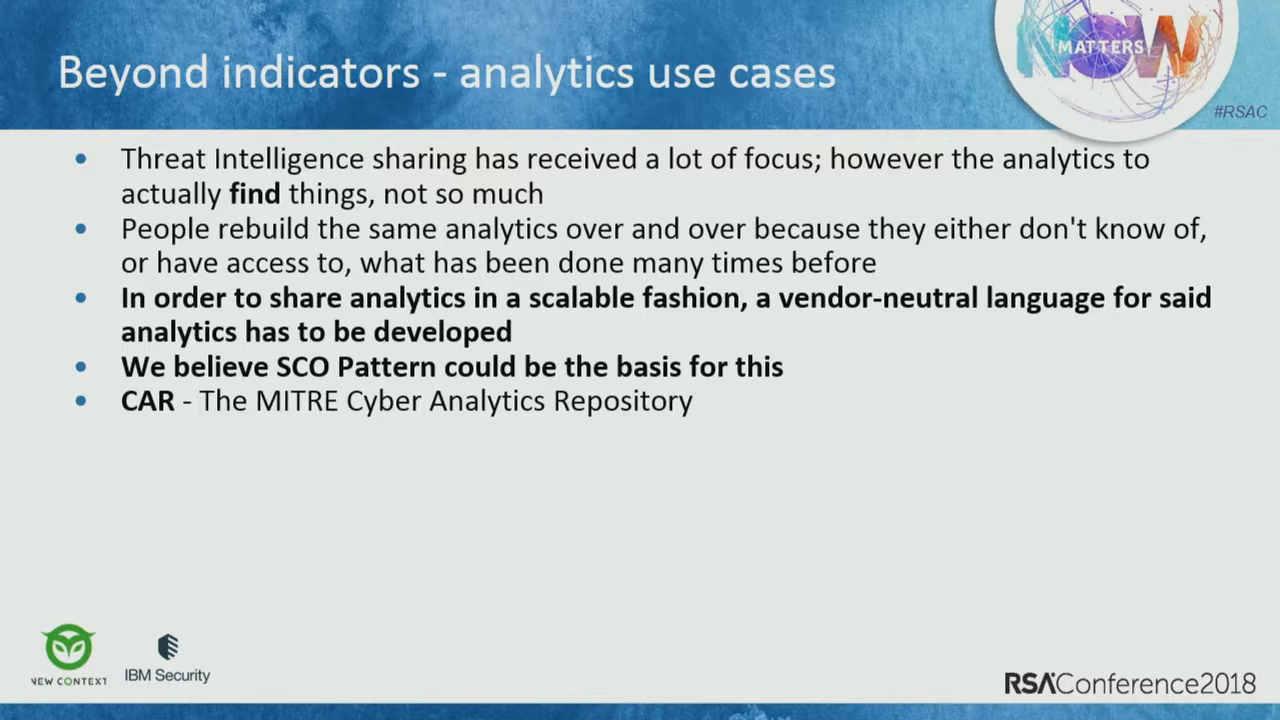 Beyond indicators - analytics use cases
NOW
MATTERS
#RSAC
• Threat Intelligence sharing has received a lot of focus; however the analytics to
actually find things, not so much
• People rebuild the same analytics over and over because they either don't know of,
or have access to, what has been done many times before
• In order to share analytics in a scalable fashion, a vendor-neutral language for said
analytics has to be developed
• We believe SCO Pattern could be the basis for this
• CAR - The MITRE Cyber Analytics Repository
NEW CONTEXT
IBM Security
RSAConference2018